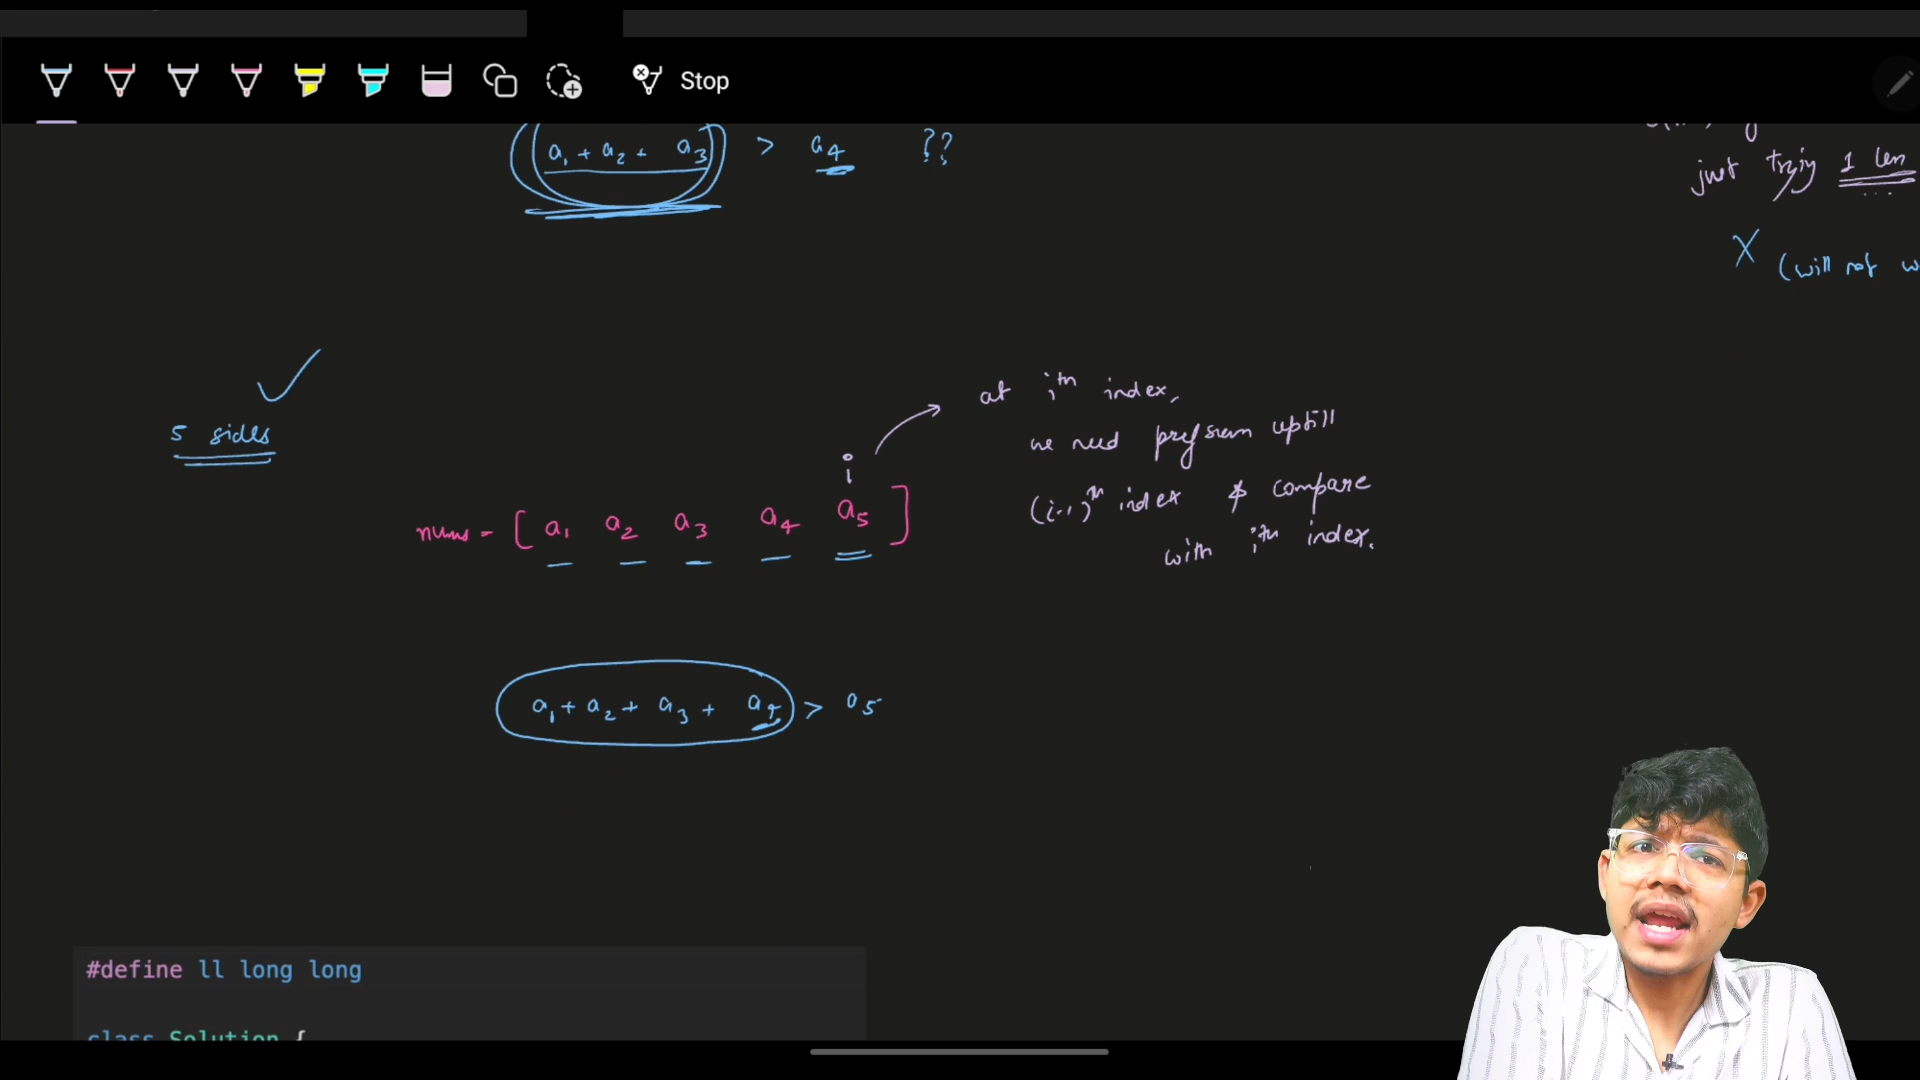 Stop
a₁ + a₂ + a₃ > a₄ ??
just trying 1 len
X (will not w
5 sides
at iᵗʰ index,
we need prefsum uptill
(i-1)ᵗʰ index & compare
with iᵗʰ index.
i
nums = [ a₁ a₂ a₃ a₄ a₅ ]
a₁ + a₂ + a₃ + a₄ > a₅
#define ll long long
class Solution {